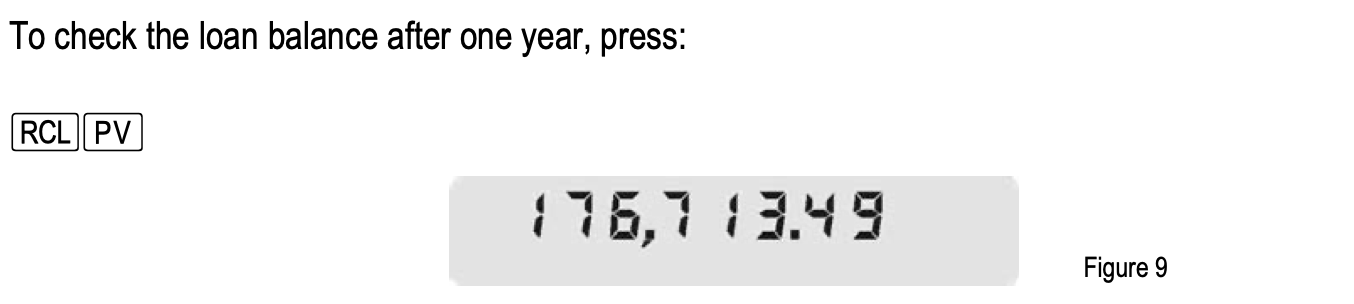 To check the loan balance after one year, press:
RCL PV
176,713.49
Figure 9